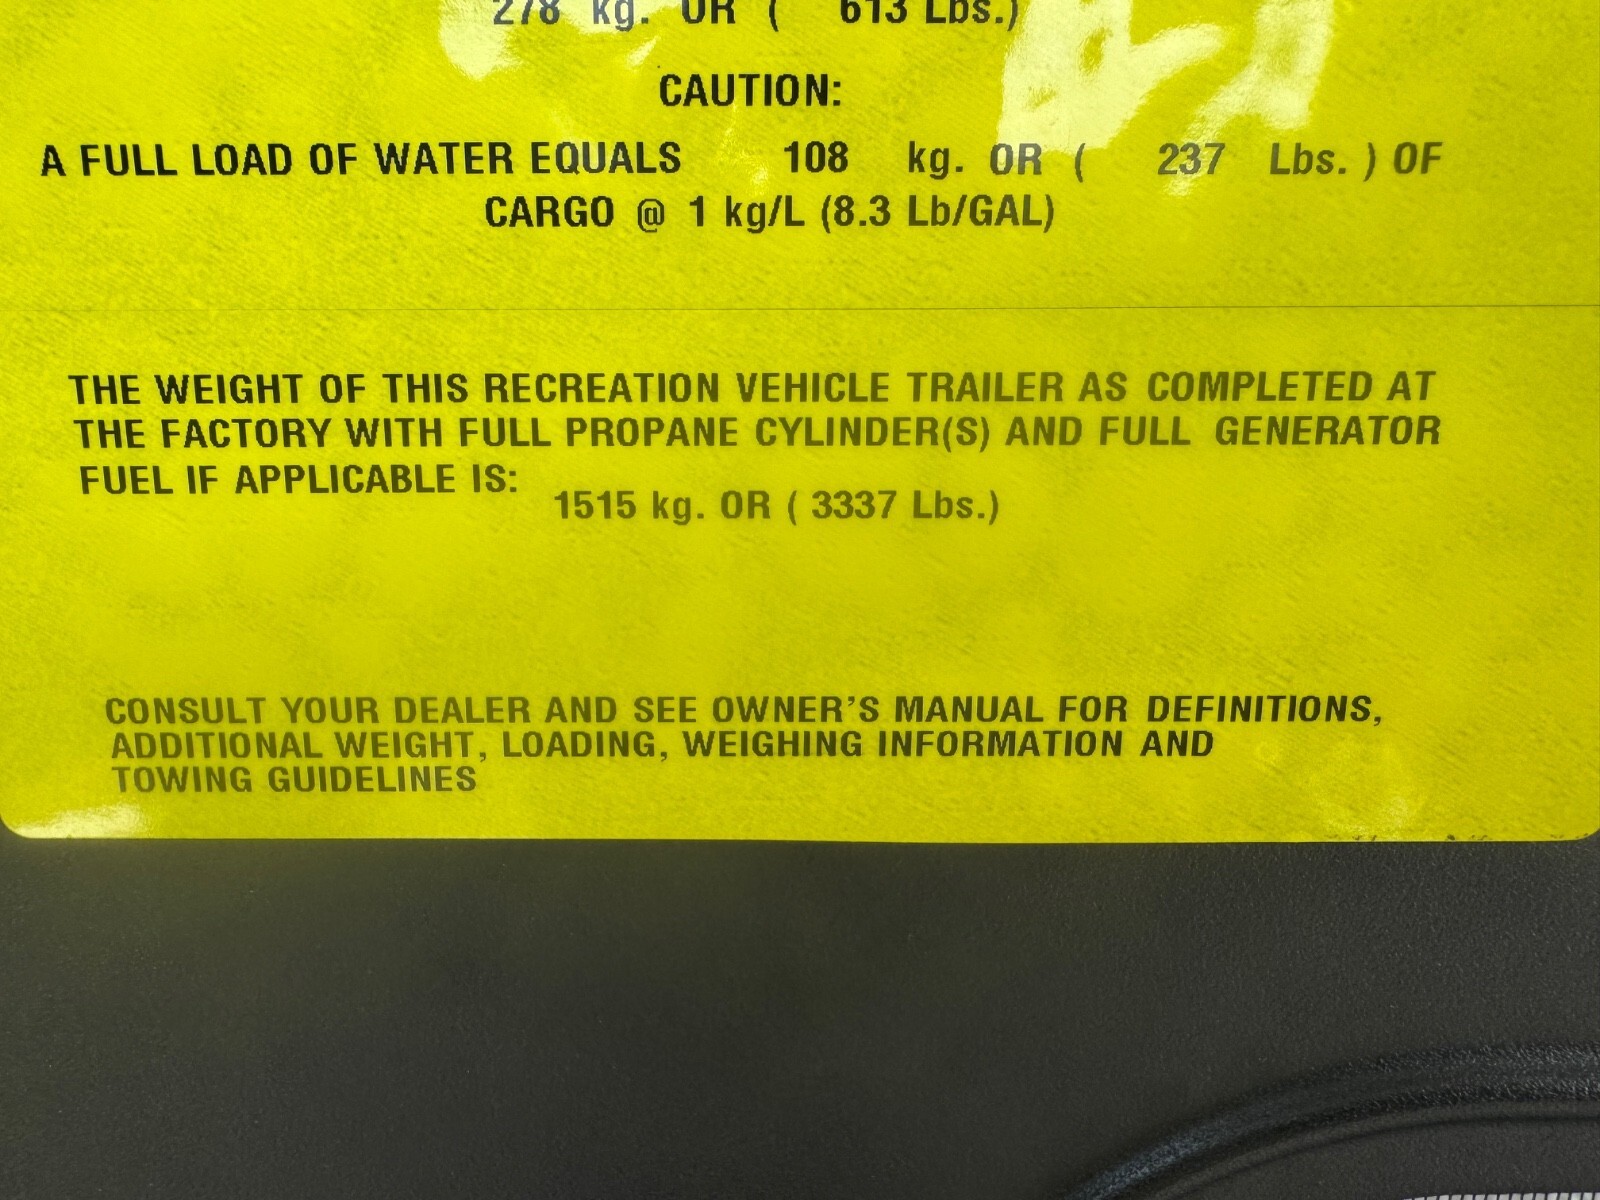 278 kg. OR ( 613 Lbs.)
CAUTION:
A FULL LOAD OF WATER EQUALS 108 kg. OR ( 237 Lbs. ) OF
CARGO @ 1 kg/L (8.3 Lb/GAL)
THE WEIGHT OF THIS RECREATION VEHICLE TRAILER AS COMPLETED AT
THE FACTORY WITH FULL PROPANE CYLINDER(S) AND FULL GENERATOR
FUEL IF APPLICABLE IS:
1515 kg. OR ( 3337 Lbs.)
CONSULT YOUR DEALER AND SEE OWNER'S MANUAL FOR DEFINITIONS,
ADDITIONAL WEIGHT, LOADING, WEIGHING INFORMATION AND
TOWING GUIDELINES